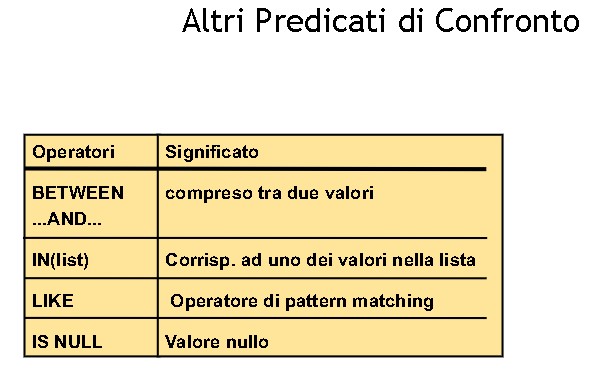 Altri Predicati di Confronto
Operatori Significato
BETWEEN compreso tra due valori
...AND...
IN(list) Corrisp. ad uno dei valori nella lista
LIKE Operatore di pattern matching
IS NULL Valore nullo